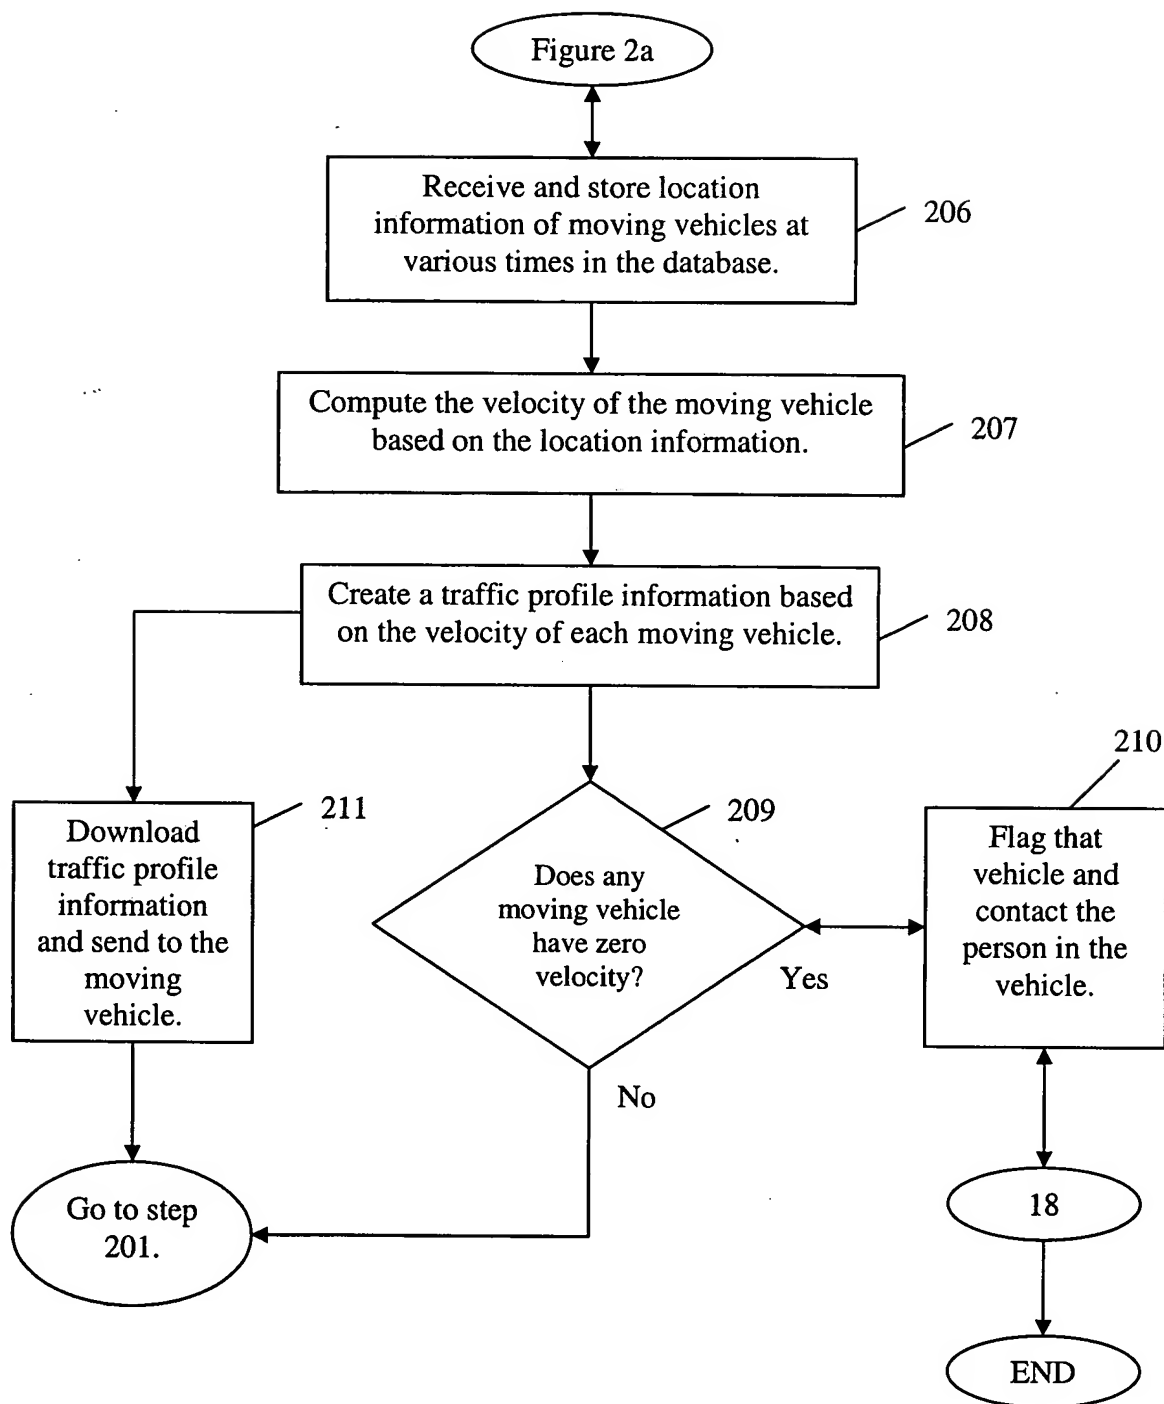 Figure 2a
Receive and store location
information of moving vehicles at
various times in the database.
206
Compute the velocity of the moving vehicle
based on the location information.
207
Create a traffic profile information based
on the velocity of each moving vehicle.
208
211
Download
traffic profile
information
and send to the
moving
vehicle.
209
Does any
moving vehicle
have zero
velocity?
Yes
No
210
Flag that
vehicle and
contact the
person in the
vehicle.
Go to step
201.
18
END